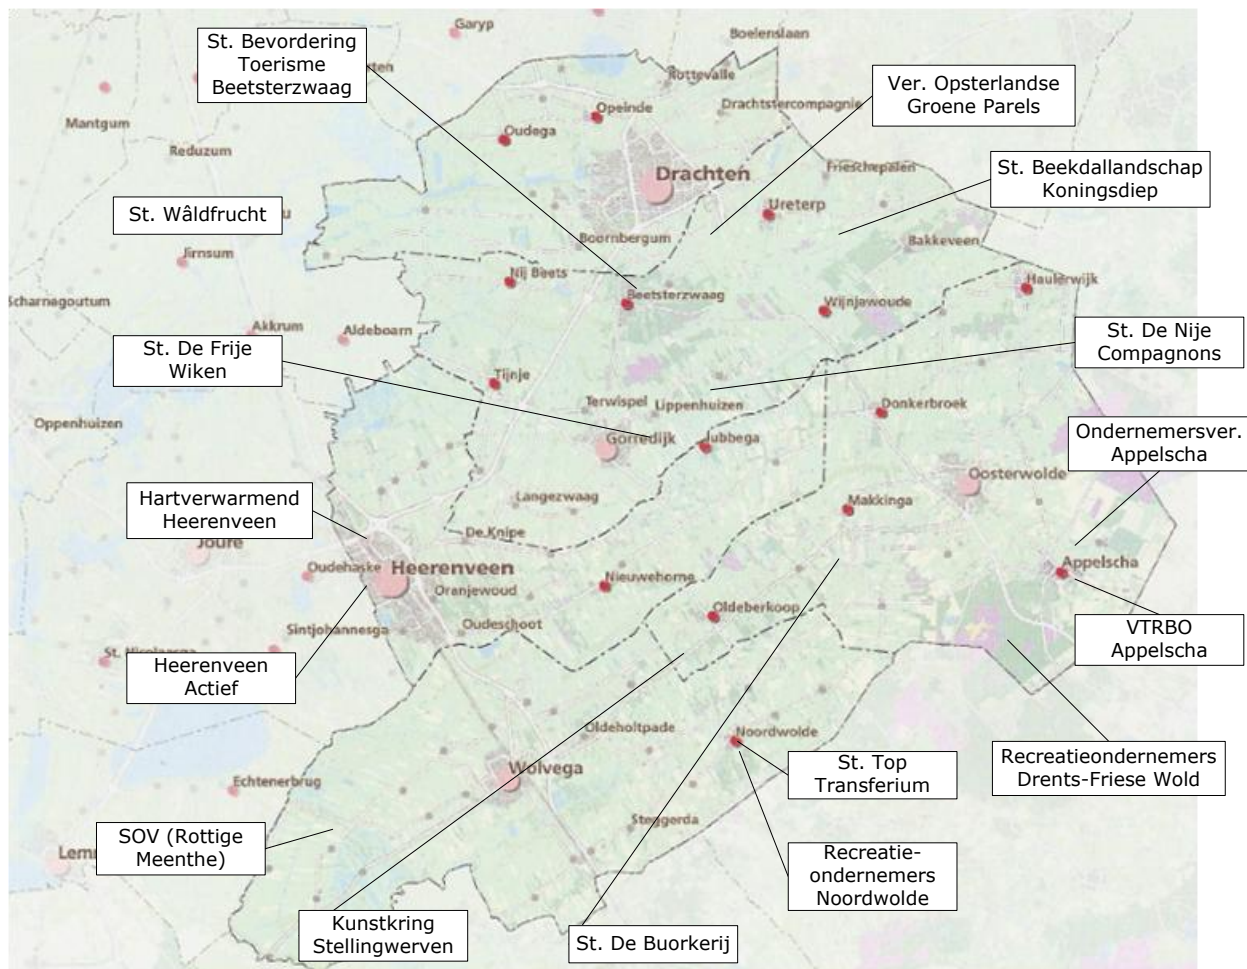 Garyp
Boelenslaan
St. Bevordering
Toerisme
Beetsterzwaag
Rottevalle
Ver. Opsterlandse
Groene Parels
Opeinde
Drachtstercompagnie
Mantgum
Oudega
Reduzum
Drachten
Frieschepalen
St. Beekdallandschap
Koningsdiep
St. Wâldfrucht
Ureterp
Boornbergum
Bakkeveen
Jirnsum
Nij Beets
Haulerwijk
Scharnegoutum
Beetsterzwaag
Wijnjewoude
Akkrum
Aldeboarn
St. De Nije
Compagnons
St. De Frije
Wiken
Tijnje
Terwispel
Lippenhuizen
Donkerbroek
Oppenhuizen
Gorredijk
Jubbega
Ondernemersver.
Appelscha
Oosterwolde
Hartverwarmend
Heerenveen
Langezwaag
Makkinga
De Knipe
Joure
Oudehaske
Heerenveen
Appelscha
Nieuwehorne
Oranjewoud
Oldeberkoop
Sintjohannesga
Oudeschoot
VTRBO
Appelscha
St. Nicolaasga
Heerenveen
Actief
Oldeholtpade
Noordwolde
Recreatieondernemers
Drents-Friese Wold
St. Top
Transferium
Wolvega
Echtenerbrug
Steggerda
SOV (Rottige
Meenthe)
Recreatie-
ondernemers
Noordwolde
Kunstkring
Stellingwerven
St. De Buorkerij